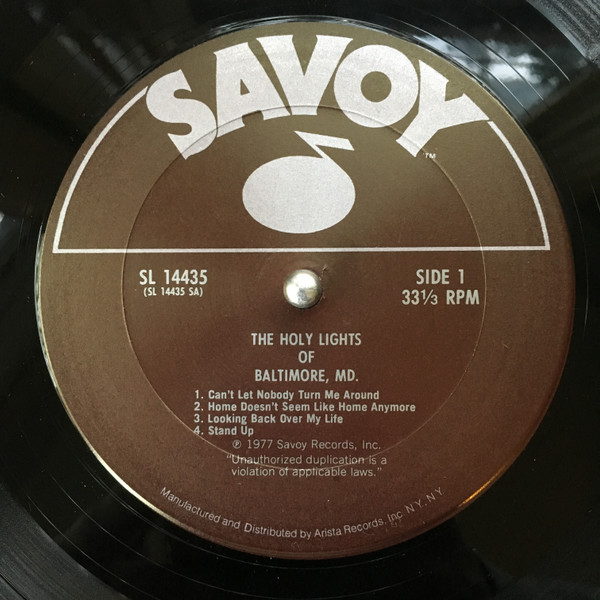 SAVOY™
SL 14435
(SL 14435 SA)
SIDE 1
33⅓ RPM
THE HOLY LIGHTS
OF
BALTIMORE, MD.
1. Can't Let Nobody Turn Me Around
2. Home Doesn't Seem Like Home Anymore
3. Looking Back Over My Life
4. Stand Up
℗ 1977 Savoy Records, Inc.
"Unauthorized duplication is a
violation of applicable laws."
Manufactured and Distributed by Arista Records, Inc. N.Y. N.Y.